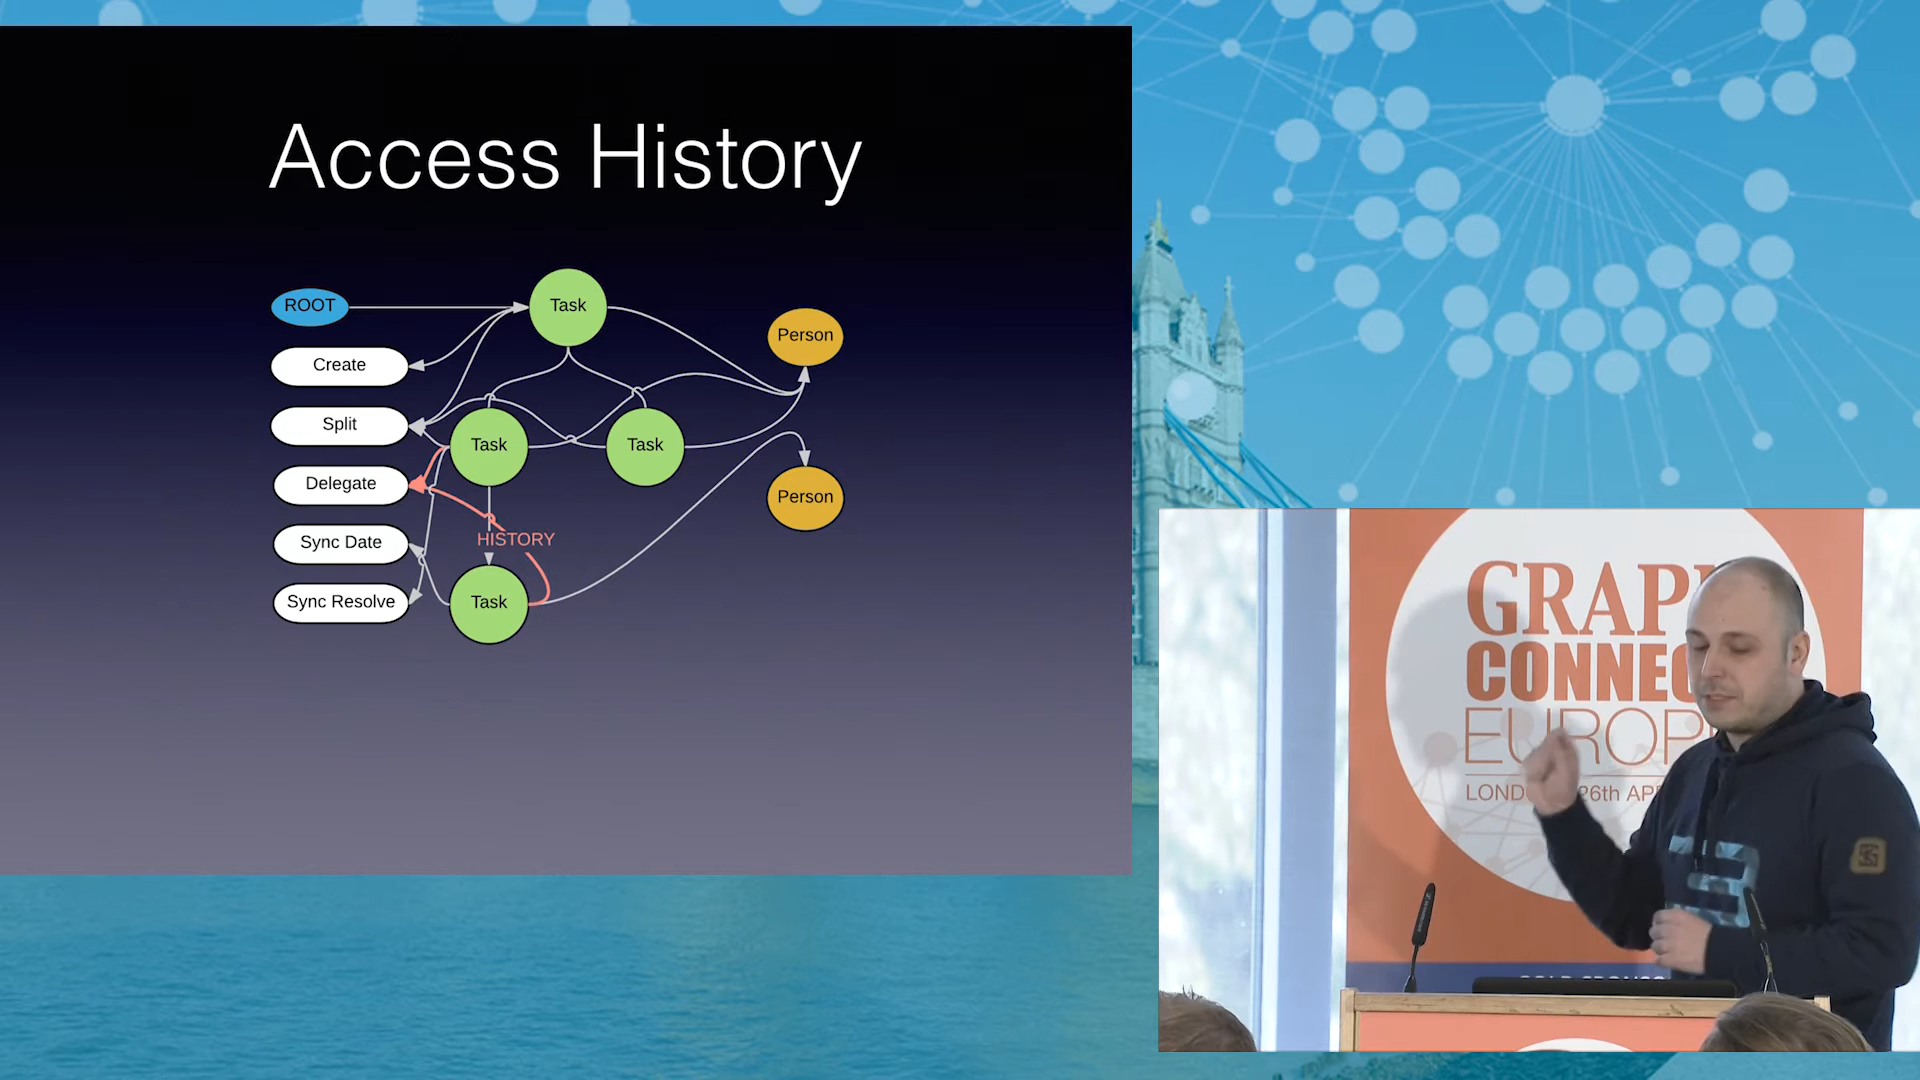 Access History
ROOT
Task
Create
Person
Split
Task
Task
Delegate
Person
HISTORY
Sync Date
Sync Resolve
Task
GRAP
CONNEC
EUROP
LOND 26th AP